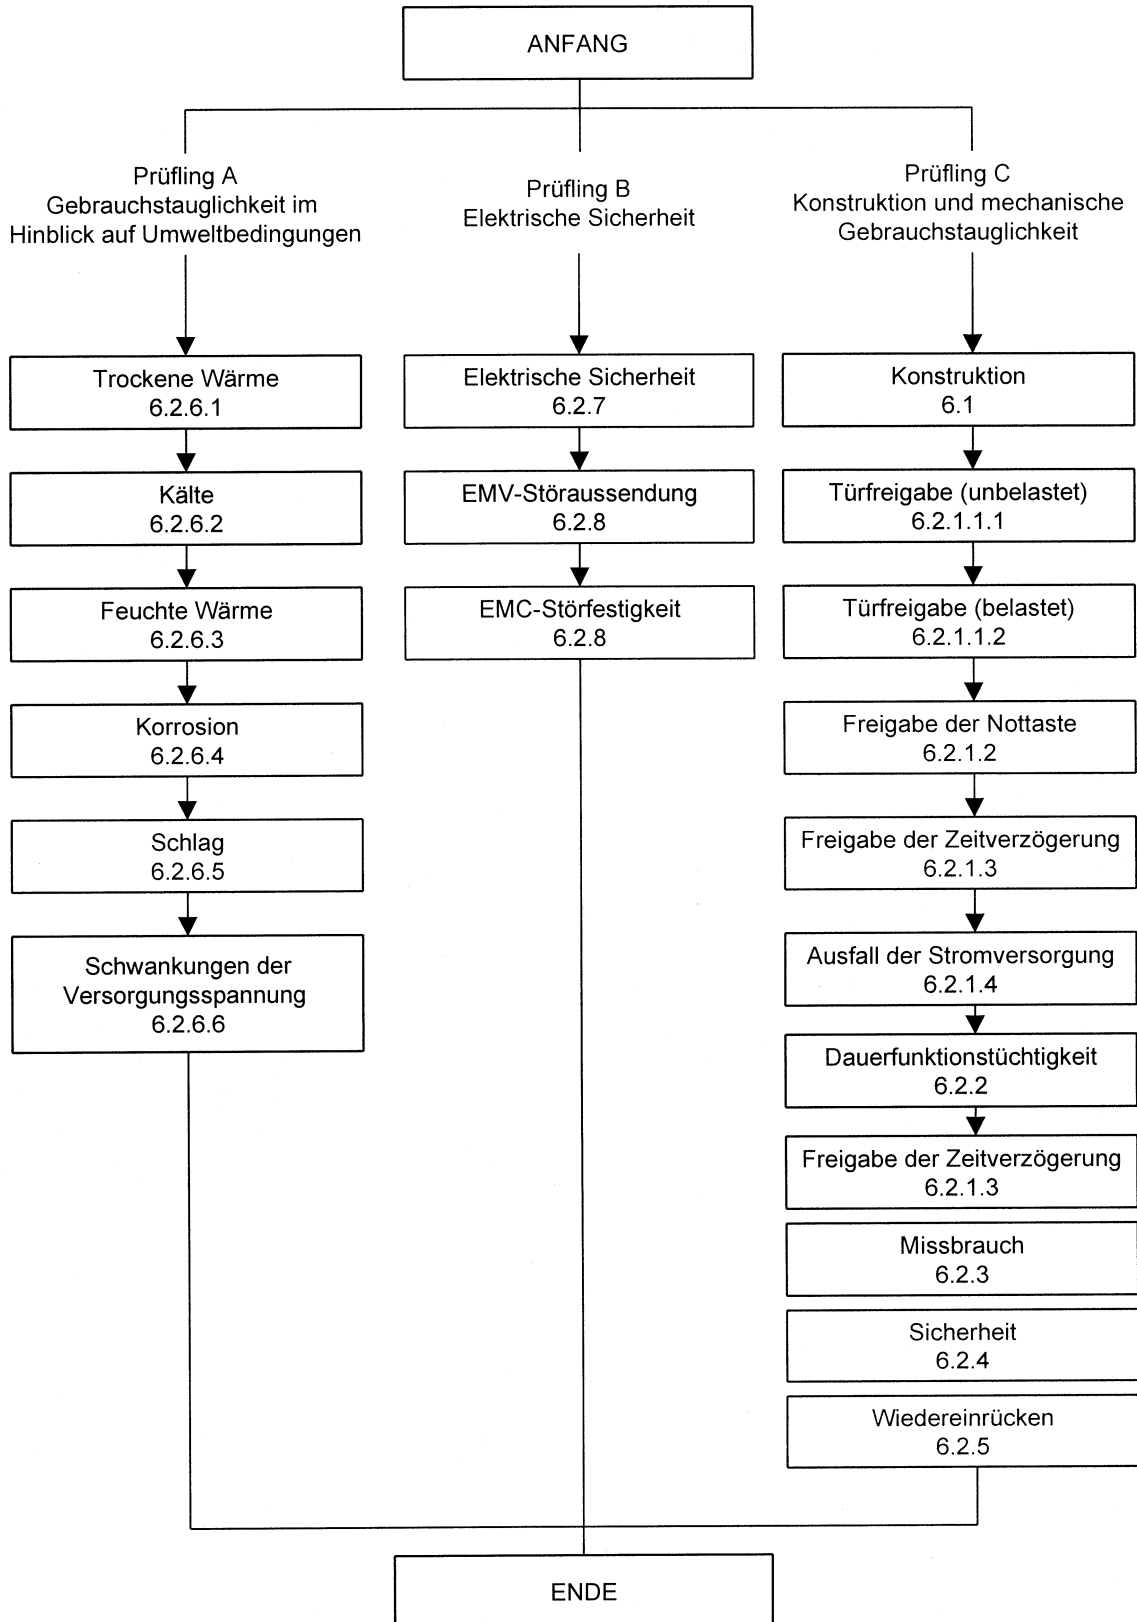 ANFANG
Prüfling A
Gebrauchstauglichkeit im
Hinblick auf Umweltbedingungen
Trockene Wärme
6.2.6.1
Kälte
6.2.6.2
Feuchte Wärme
6.2.6.3
Korrosion
6.2.6.4
Schlag
6.2.6.5
Schwankungen der
Versorgungsspannung
6.2.6.6
Prüfling B
Elektrische Sicherheit
Elektrische Sicherheit
6.2.7
EMV-Störaussendung
6.2.8
EMC-Störfestigkeit
6.2.8
Prüfling C
Konstruktion und mechanische
Gebrauchstauglichkeit
Konstruktion
6.1
Türfreigabe (unbelastet)
6.2.1.1.1
Türfreigabe (belastet)
6.2.1.1.2
Freigabe der Nottaste
6.2.1.2
Freigabe der Zeitverzögerung
6.2.1.3
Ausfall der Stromversorgung
6.2.1.4
Dauerfunktionstüchtigkeit
6.2.2
Freigabe der Zeitverzögerung
6.2.1.3
Missbrauch
6.2.3
Sicherheit
6.2.4
Wiedereinrücken
6.2.5
ENDE